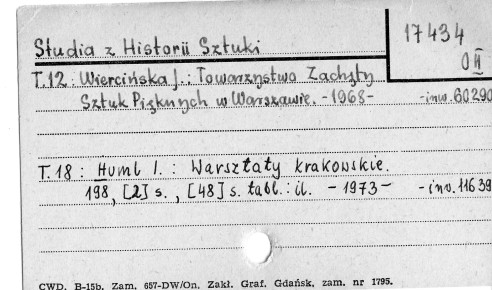 Studia z Historii Sztuki
17434
O II
T.12 : Wiercińska J. : Towarzystwo Zachęty
Sztuk Pięknych w Warszawie. - 1968 - - inw. 60290
T.18 : Huml I. : Warsztaty krakowskie.
198, [2] s., [48] s. tabl. : il. - 1973 - - inw. 11639
CWD. B-15b. Zam. 657-DW/On. Zakł. Graf. Gdańsk, zam. nr 1795.